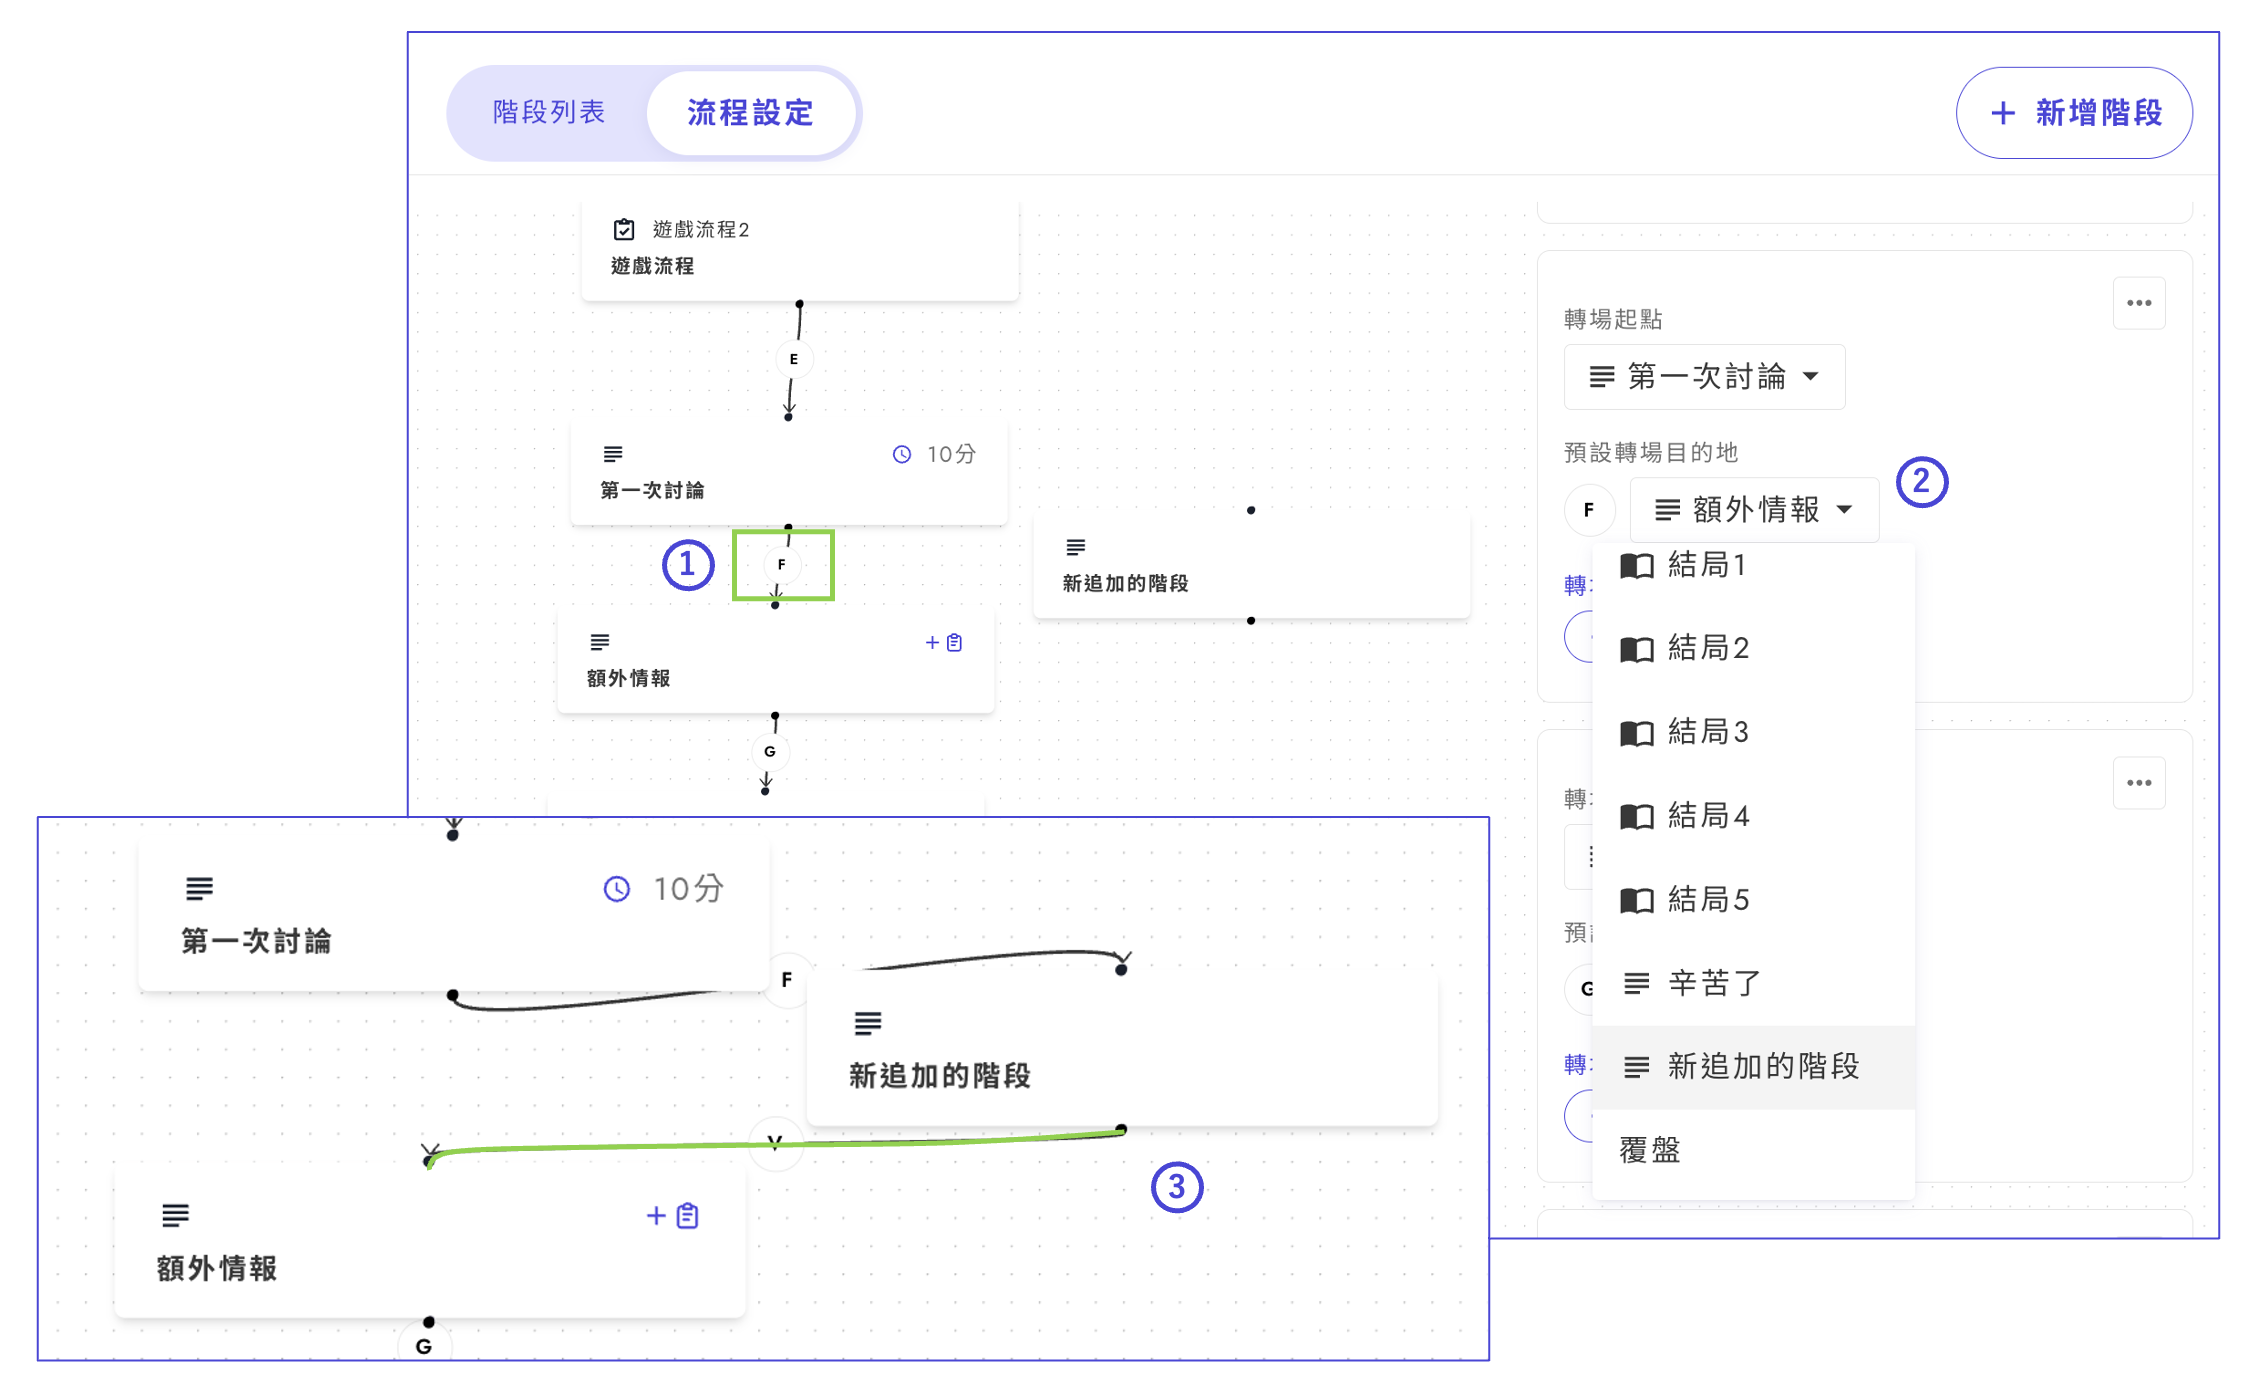 階段列表
流程設定
+ 新增階段
遊戲流程2
遊戲流程
E
10分
第一次討論
1
F
新追加的階段
+
額外情報
G
轉場起點
第一次討論
預設轉場目的地
F
額外情報
2
轉
結局1
結局2
結局3
結局4
結局5
辛苦了
新追加的階段
覆盤
轉
預
G
轉
10分
第一次討論
F
新追加的階段
V
3
+
額外情報
G